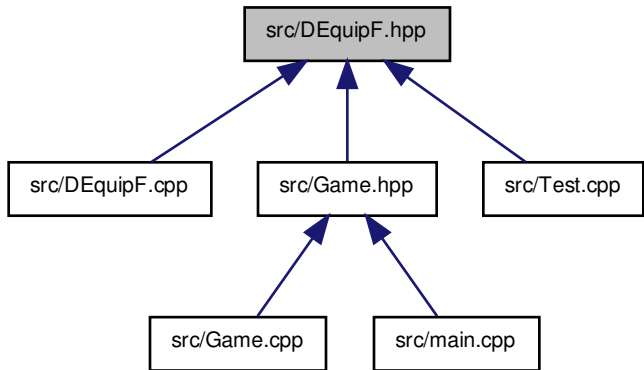 src/DEquipF.hpp
src/DEquipF.cpp
src/Game.hpp
src/Test.cpp
src/Game.cpp
src/main.cpp